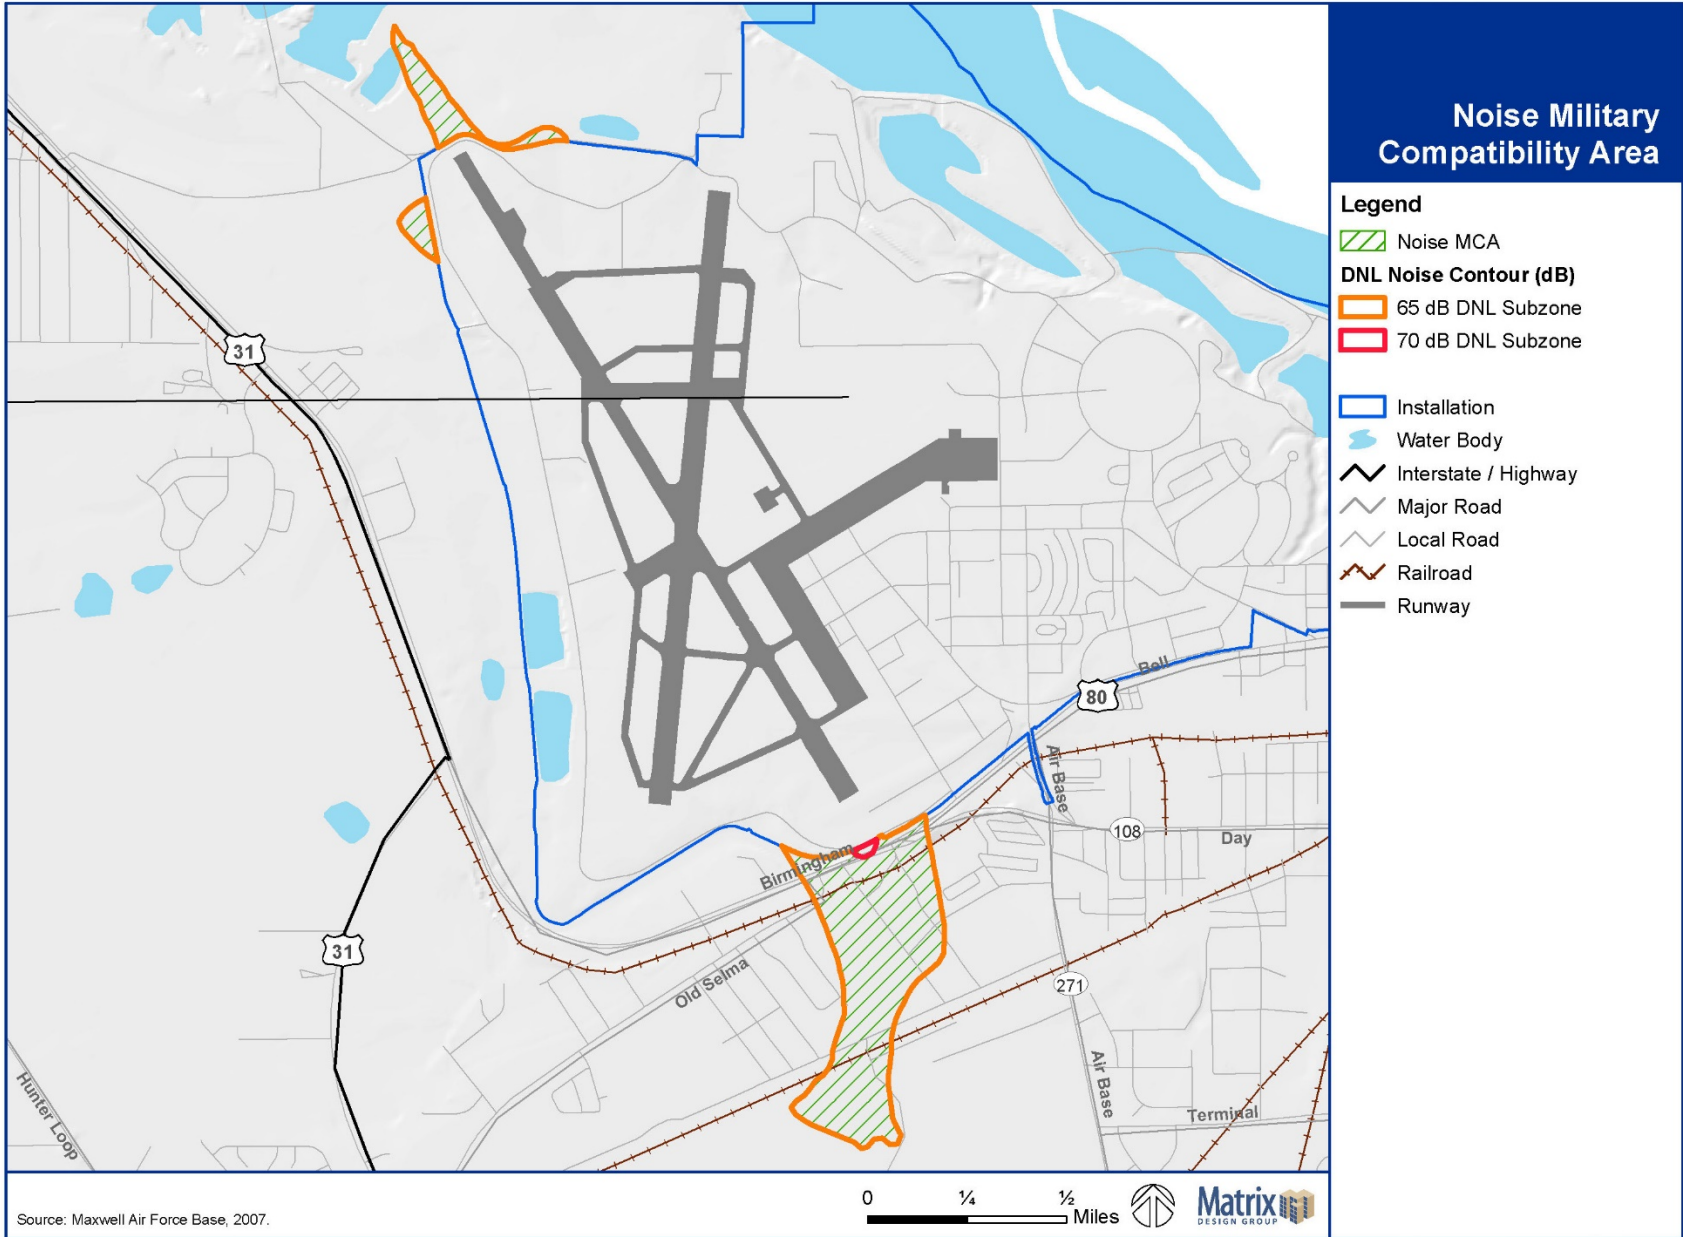 Noise Military
Compatibility Area
Legend
Noise MCA
DNL Noise Contour (dB)
65 dB DNL Subzone
70 dB DNL Subzone
Installation
Water Body
Interstate / Highway
Major Road
Local Road
Railroad
Runway
31
Bell
80
Air Base
108
Day
Birmingham
31
Old Selma
271
Air Base
Hunter Loop
Terminal
0 ¼ ½
Miles
Matrix
DESIGN GROUP
Source: Maxwell Air Force Base, 2007.